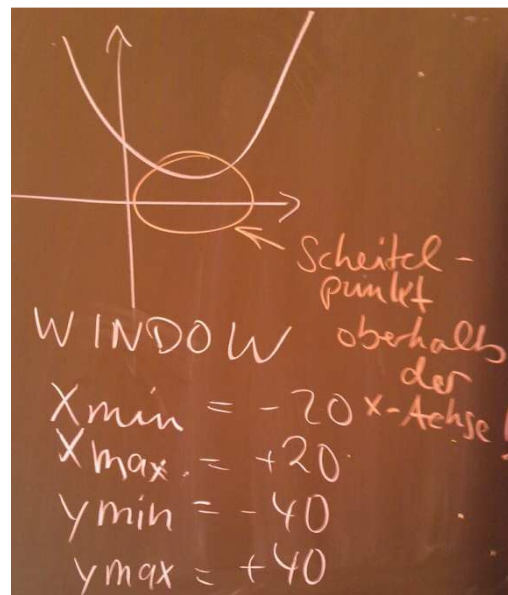 Scheitel-
punkt
oberhalb
der
x-Achse!
WINDOW
Xmin = -20
Xmax = +20
ymin = -40
ymax = +40